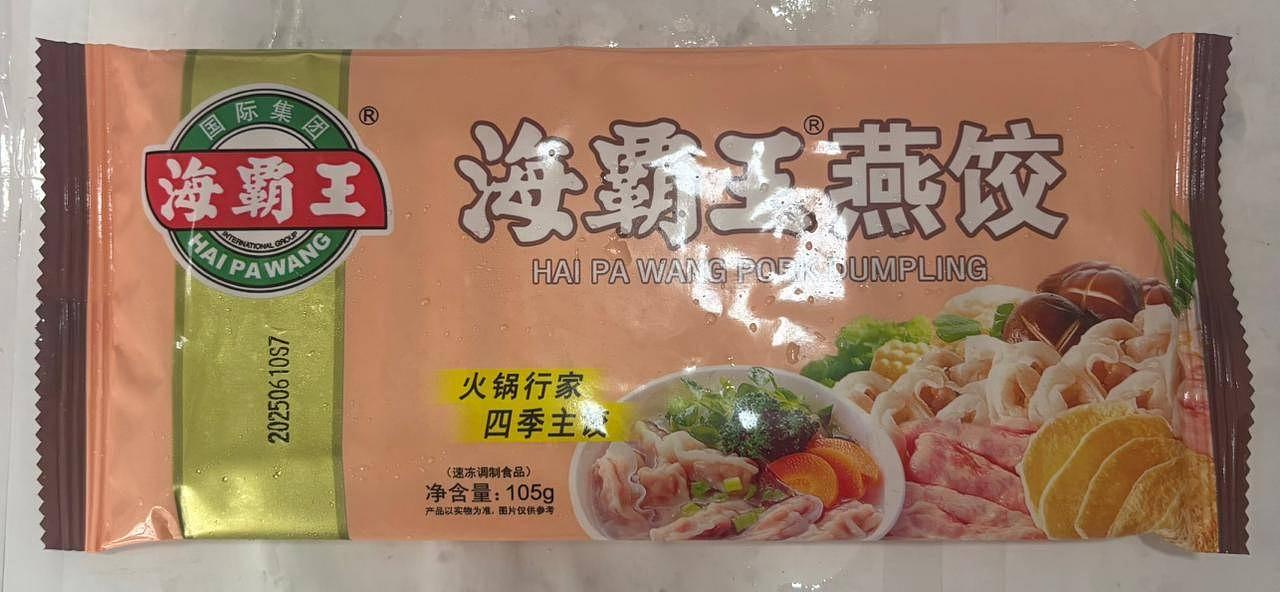 国际集团
®
海霸王
INTERNATIONAL GROUP
HAI PA WANG
20250610S7
海霸王®燕饺
HAI PA WANG PORK DUMPLING
火锅行家
四季主饺
（速冻调制食品）
净含量：105g
产品以实物为准，图片仅供参考